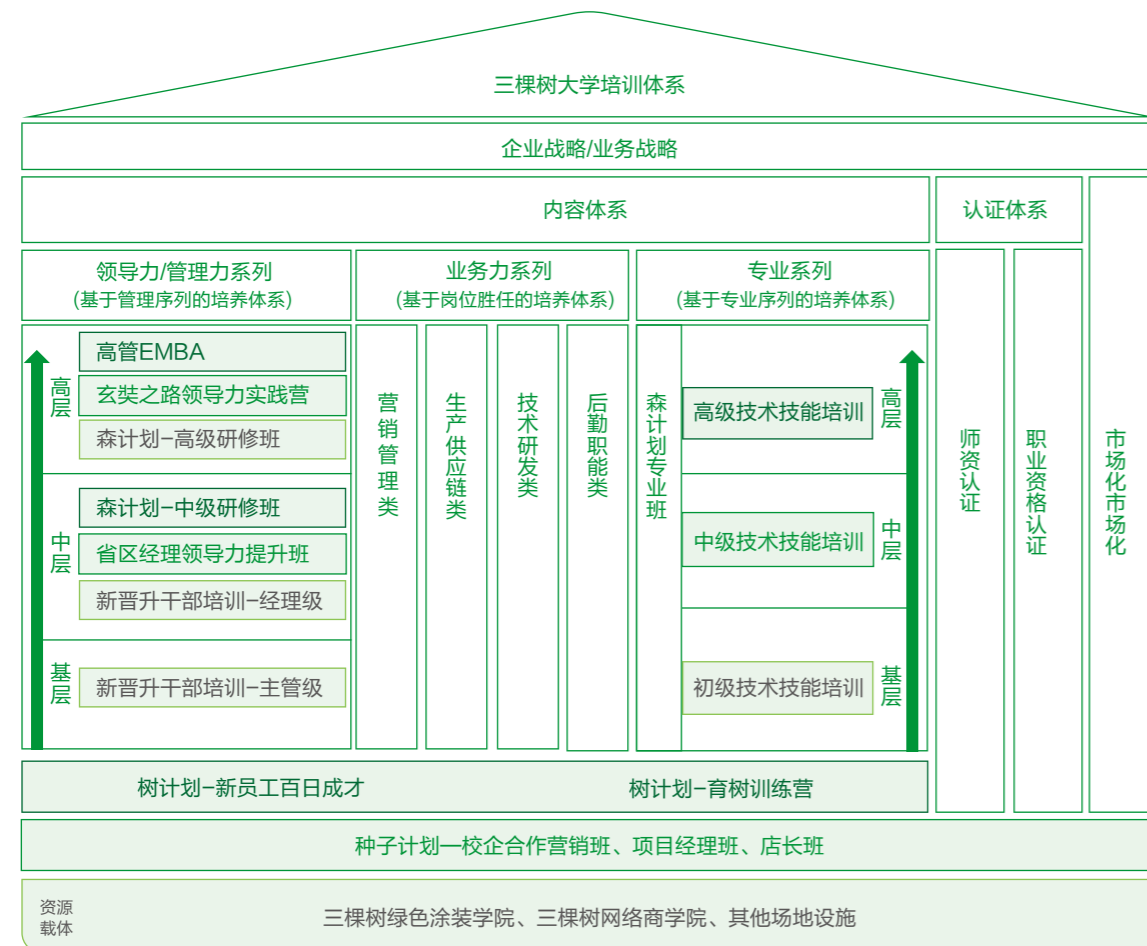 三棵树大学培训体系
企业战略/业务战略
内容体系
认证体系
领导力/管理力系列
(基于管理序列的培养体系)
业务力系列
(基于岗位胜任的培养体系)
专业系列
(基于专业序列的培养体系)
高层
高管EMBA
玄奘之路领导力实践营
森计划-高级研修班
中层
森计划-中级研修班
省区经理领导力提升班
新晋升干部培训-经理级
基层
新晋升干部培训-主管级
营销管理类
生产供应链类
技术研发类
后勤职能类
森计划专业班
高级技术技能培训
高层
中级技术技能培训
中层
初级技术技能培训
基层
师资认证
职业资格认证
市场化市场化
树计划-新员工百日成才
树计划-育树训练营
种子计划—校企合作营销班、项目经理班、店长班
资源
载体
三棵树绿色涂装学院、三棵树网络商学院、其他场地设施